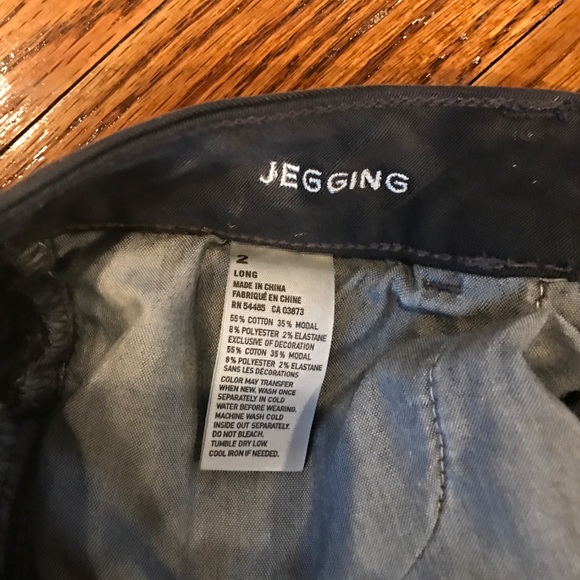 JEGGING
2
LONG
MADE IN CHINA
FABRIQUÉ EN CHINE
RN 54485 CA 03873
55% COTTON 35% MODAL
8% POLYESTER 2% ELASTANE
EXCLUSIVE OF DECORATION
55% COTTON 35% MODAL
8% POLYESTER 2% ELASTANE
SANS LES DÉCORATIONS
COLOR MAY TRANSFER
WHEN NEW. WASH ONCE
SEPARATELY IN COLD
WATER BEFORE WEARING.
MACHINE WASH COLD
INSIDE OUT SEPARATELY.
DO NOT BLEACH.
TUMBLE DRY LOW.
COOL IRON IF NEEDED.